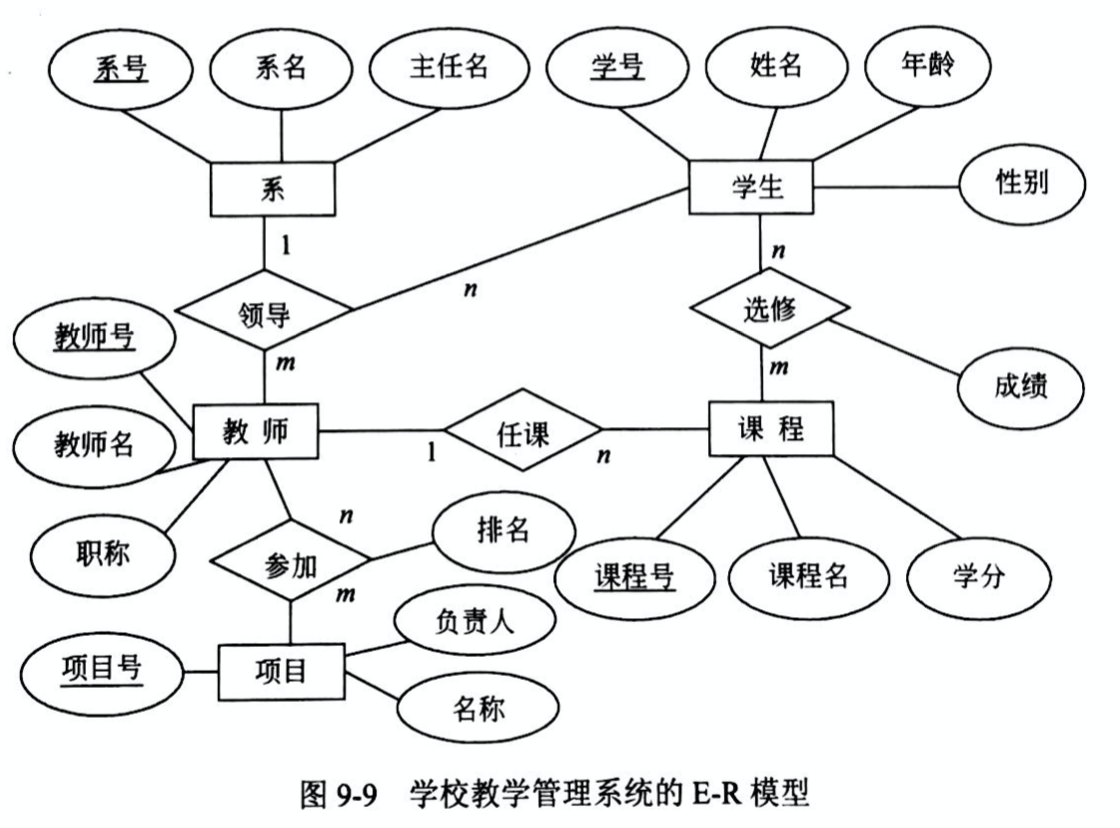 系号 系名 主任名 学号 姓名 年龄
系 学生 性别
1 n
n
领导 选修
教师号
m m
成绩
教师 任课 课程
教师名
1 n
n 排名
职称 参加 课程号 课程名 学分
m
负责人
项目号 项目
名称
图 9-9 学校教学管理系统的 E-R 模型